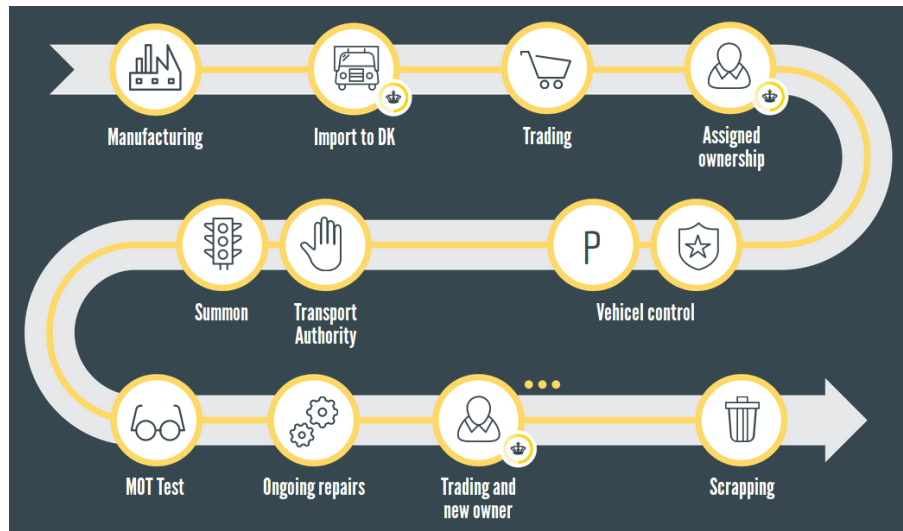 Manufacturing
Import to DK
Trading
Assigned
ownership
Summon
Transport
Authority
P
Vehicel control
MOT Test
Ongoing repairs
Trading and
new owner
Scrapping